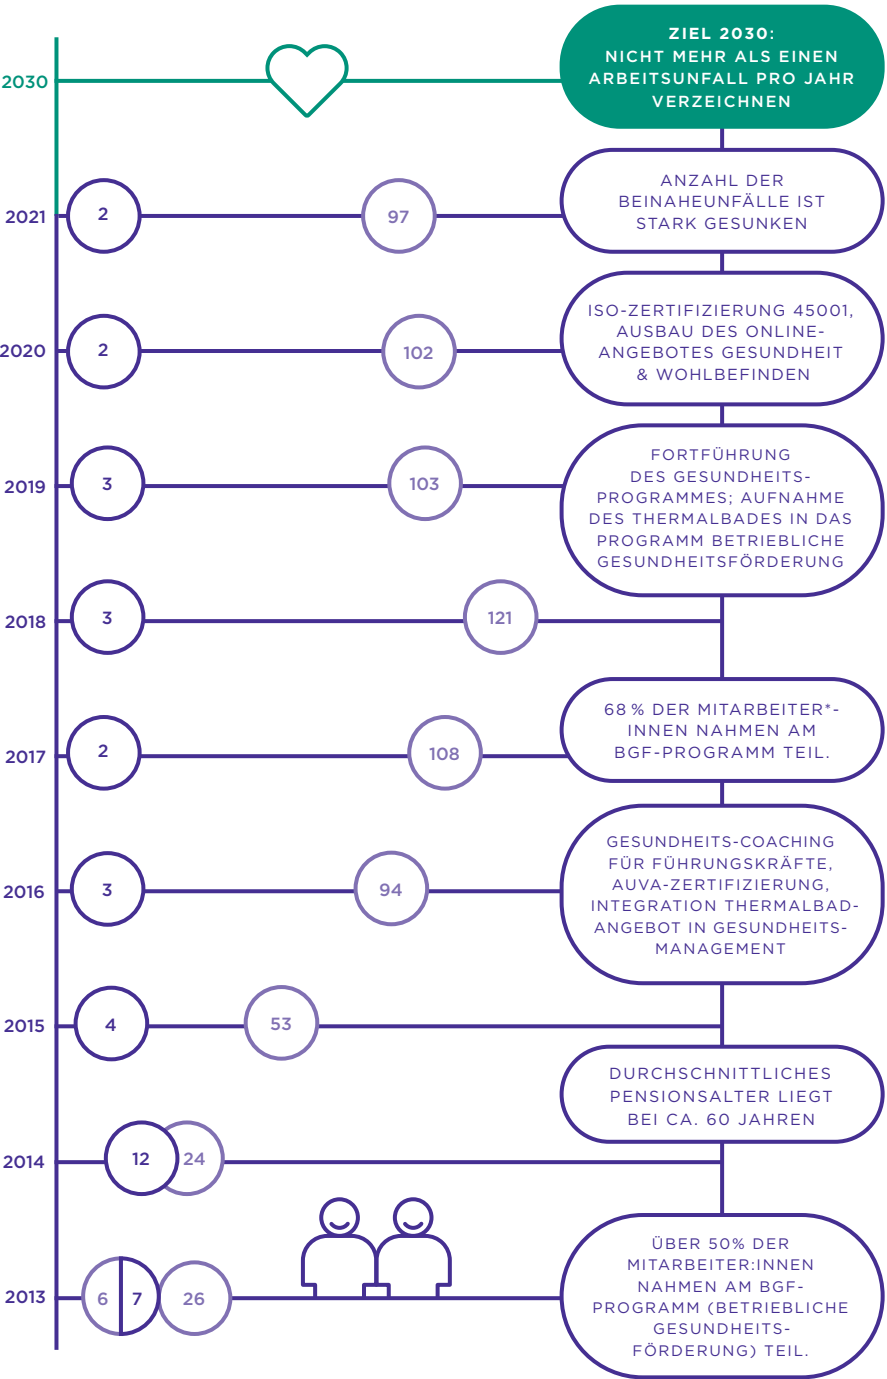 ZIEL 2030:
NICHT MEHR ALS EINEN
ARBEITSUNFALL PRO JAHR
VERZEICHNEN
2030
ANZAHL DER
BEINAHEUNFÄLLE IST
STARK GESUNKEN
2021
2
97
ISO-ZERTIFIZIERUNG 45001,
AUSBAU DES ONLINE-
ANGEBOTES GESUNDHEIT
& WOHLBEFINDEN
2020
2
102
FORTFÜHRUNG
DES GESUNDHEITS-
PROGRAMMES; AUFNAHME
DES THERMALBADES IN DAS
PROGRAMM BETRIEBLICHE
GESUNDHEITSFÖRDERUNG
2019
3
103
2018
3
121
68 % DER MITARBEITER*-
INNEN NAHMEN AM
BGF-PROGRAMM TEIL.
2017
2
108
GESUNDHEITS-COACHING
FÜR FÜHRUNGSKRÄFTE,
AUVA-ZERTIFIZIERUNG,
INTEGRATION THERMALBAD-
ANGEBOT IN GESUNDHEITS-
MANAGEMENT
2016
3
94
2015
4
53
DURCHSCHNITTLICHES
PENSIONSALTER LIEGT
BEI CA. 60 JAHREN
2014
12
24
ÜBER 50% DER
MITARBEITER:INNEN
NAHMEN AM BGF-
PROGRAMM (BETRIEBLICHE
GESUNDHEITS-
FÖRDERUNG) TEIL.
2013
6
7
26